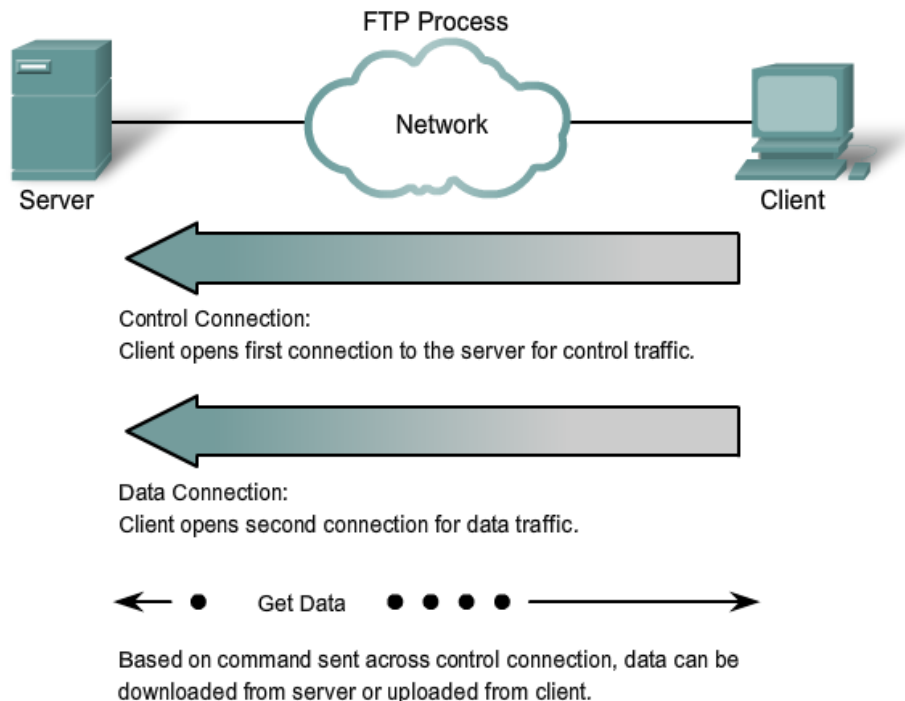 FTP Process
Network
Server
Client
Control Connection:
Client opens first connection to the server for control traffic.
Data Connection:
Client opens second connection for data traffic.
Get Data
Based on command sent across control connection, data can be
downloaded from server or uploaded from client.